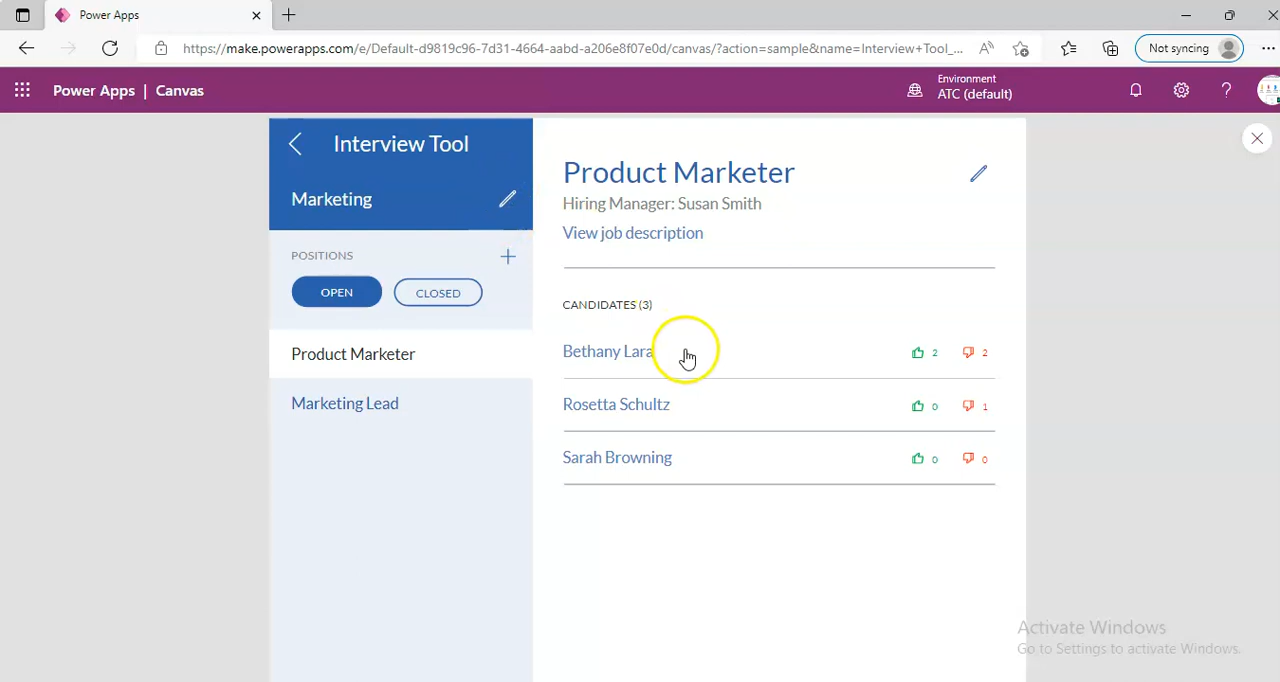 Power Apps
https://make.powerapps.com/e/Default-d9819c96-7d31-4664-aabd-a206e8f07e0d/canvas/?action=sample&name=Interview+Tool_...
Not syncing
Power Apps | Canvas
Environment
ATC (default)
Interview Tool
Marketing
POSITIONS
OPEN
CLOSED
Product Marketer
Marketing Lead
Product Marketer
Hiring Manager: Susan Smith
View job description
CANDIDATES (3)
Bethany Lara 2 2
Rosetta Schultz 0 1
Sarah Browning 0 0
Activate Windows
Go to Settings to activate Windows.